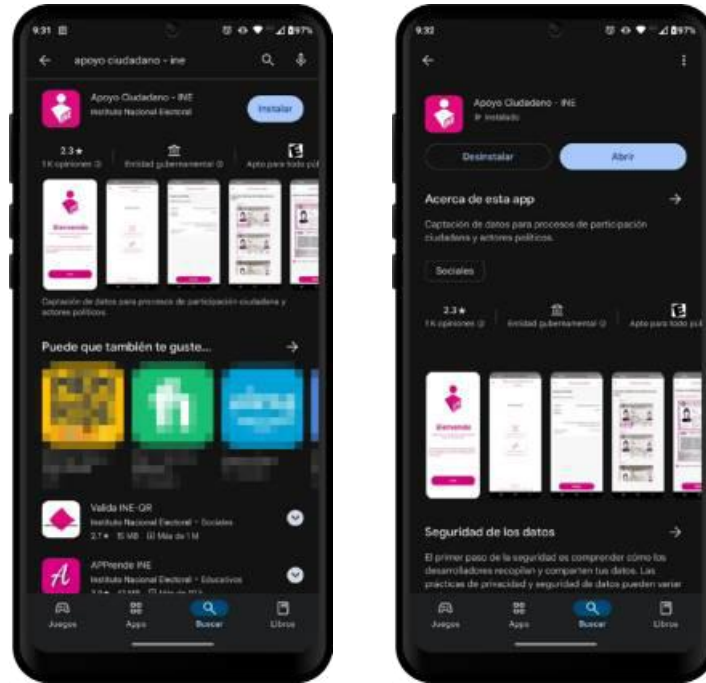 9:31
97%
apoyo ciudadano - ine
Apoyo Ciudadano - INE
Instituto Nacional Electoral
Instalar
2.3★
1 K opiniones
Entidad gubernamental
Apto para todo
Bienvenido
Captación de datos para procesos de participación ciudadana y
actores políticos.
Puede que también te guste...
Valida INE-QR
Instituto Nacional Electoral • Sociales
2.7★ 15 MB Más de 1 M
APPrende INE
Instituto Nacional Electoral • Educativos
Juegos
Apps
Buscar
Libros
9:32
97%
Apoyo Ciudadano - INE
Instalado
Desinstalar
Abrir
Acerca de esta app
Captación de datos para procesos de participación
ciudadana y actores políticos.
Sociales
2.3★
1 K opiniones
Entidad gubernamental
Apto para todo
Bienvenido
Seguridad de los datos
El primer paso de la seguridad es comprender cómo los
desarrolladores recopilan y comparten tus datos. Las
prácticas de privacidad y seguridad de datos pueden variar
Juegos
Apps
Buscar
Libros